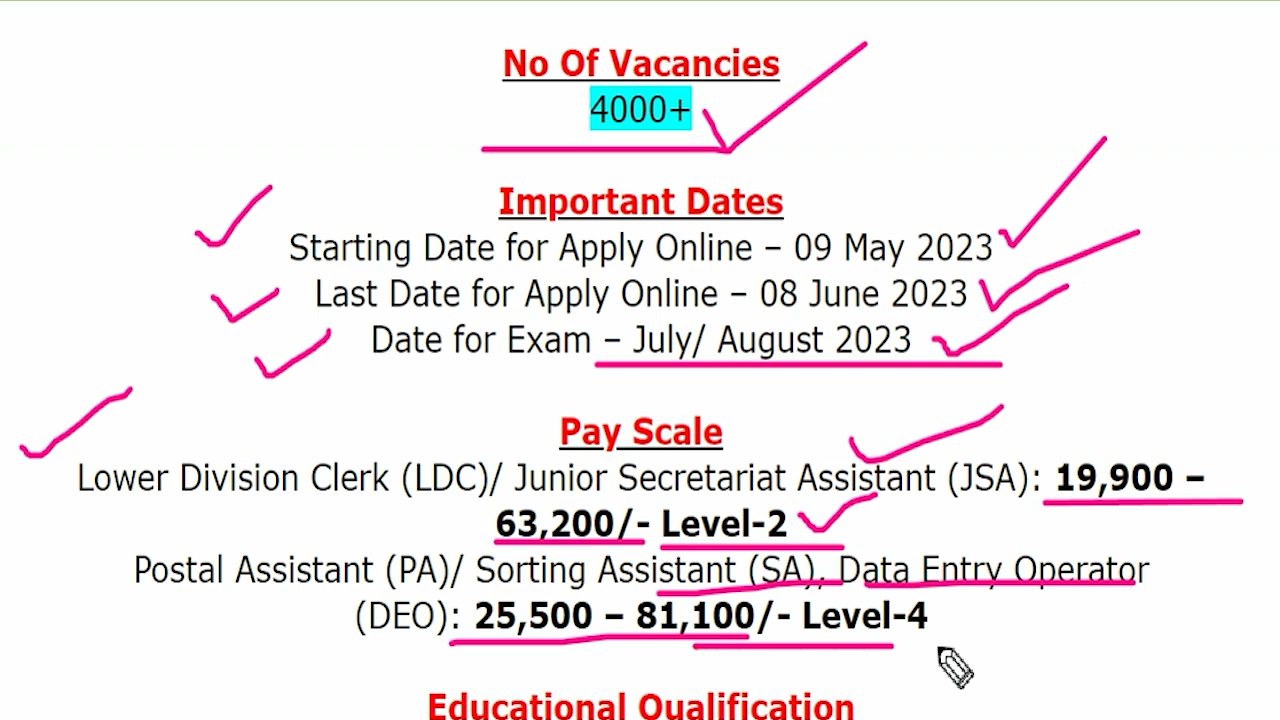 No Of Vacancies
4000+
Important Dates
Starting Date for Apply Online – 09 May 2023
Last Date for Apply Online – 08 June 2023
Date for Exam – July/ August 2023
Pay Scale
Lower Division Clerk (LDC)/ Junior Secretariat Assistant (JSA): 19,900 –
63,200/- Level-2
Postal Assistant (PA)/ Sorting Assistant (SA), Data Entry Operator
(DEO): 25,500 – 81,100/- Level-4
Educational Qualification